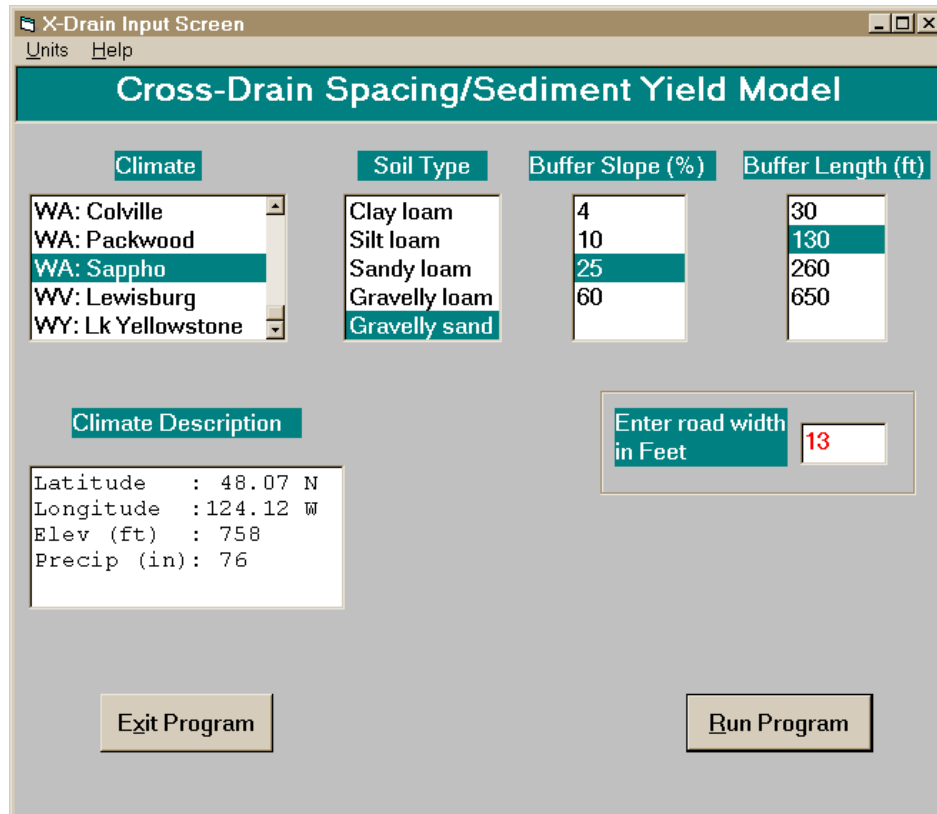 X-Drain Input Screen
Units Help
Cross-Drain Spacing/Sediment Yield Model
Climate
WA: Colville
WA: Packwood
WA: Sappho
WV: Lewisburg
WY: Lk Yellowstone
Soil Type
Clay loam
Silt loam
Sandy loam
Gravelly loam
Gravelly sand
Buffer Slope (%)
4
10
25
60
Buffer Length (ft)
30
130
260
650
Climate Description
Latitude : 48.07 N
Longitude :124.12 W
Elev (ft) : 758
Precip (in): 76
Enter road width
in Feet
13
Exit Program
Run Program